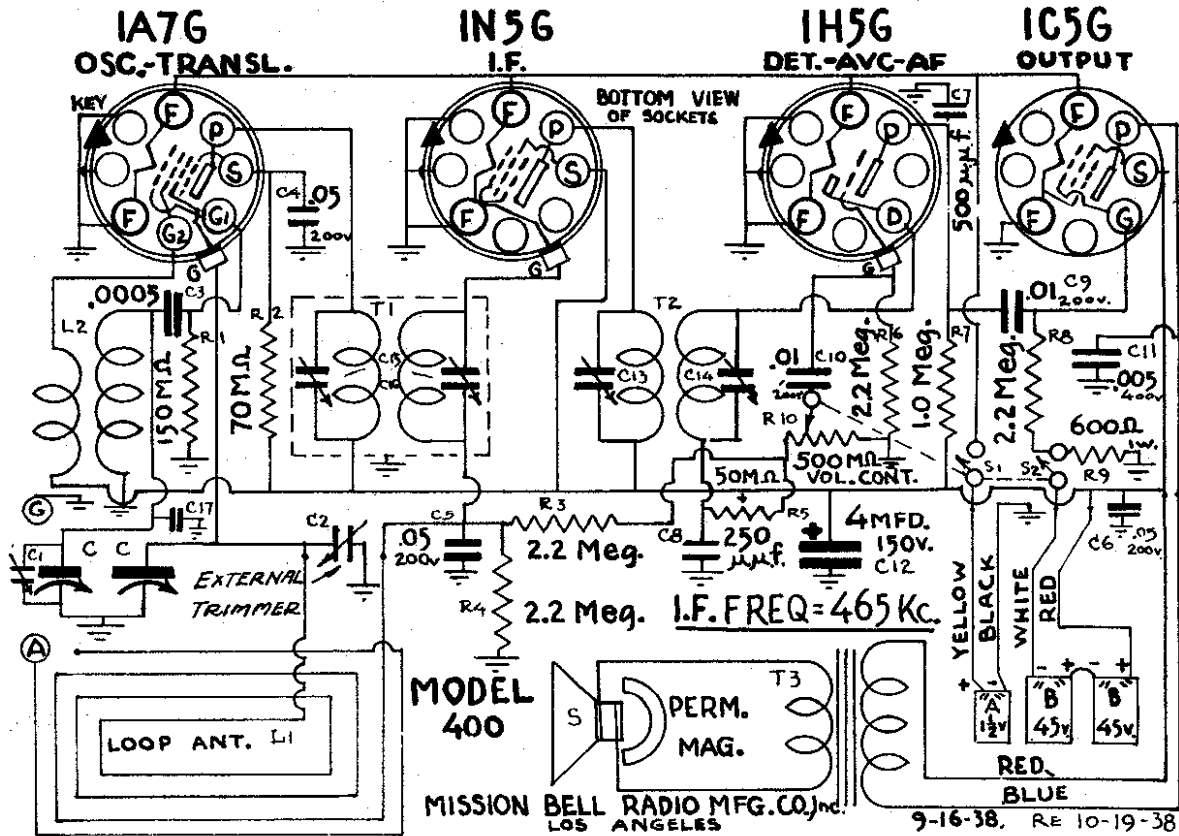 1A7G 1N5G 1H5G 1C5G
OSC.-TRANSL. I.F. DET.-AVC-AF OUTPUT
KEY
BOTTOM VIEW
OF SOCKETS
F P S G1 G2 F G
F P S F G
F P D F G
F P S G F
C4 .05
200V
C7
500μμf.
.0005
C3
L2
R1
150MΩ
R2
70MΩ
T1
C15
C16
T2
C13
C14
.01 C10
200V
R10
500MΩ
VOL.CONT.
R6
2.2 Meg.
R7
1.0 Meg.
.01 C9
200V.
R8
2.2 Meg.
C11
.005
400V
600Ω
1W.
R9
S1 S2
G
C17
C1 C C
C2
EXTERNAL
TRIMMER
C5
.05
200V
R3
2.2 Meg.
R4
2.2 Meg.
50MΩ
R5
C8
250
μμf.
+
4MFD.
150V.
C12
C6
.05
200V
I.F. FREQ=465 Kc.
YELLOW
BLACK
WHITE
RED
+ - - + - +
"A"
1½V
"B"
45V.
"B"
45V.
A
LOOP ANT. L1
MODEL
400
S
PERM.
MAG.
T3
RED
BLUE
MISSION BELL RADIO MFG.CO,Inc.
LOS ANGELES
9-16-38. RE 10-19-38